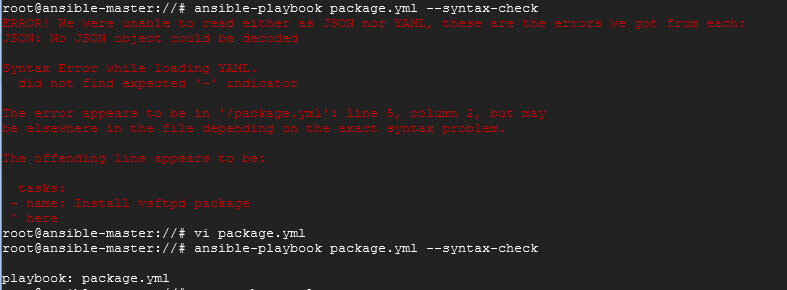 root@ansible-master://# ansible-playbook package.yml --syntax-check
ERROR! We were unable to read either as JSON nor YAML, these are the errors we got from each:
JSON: No JSON object could be decoded
Syntax Error while loading YAML.
  did not find expected '-' indicator
The error appears to be in '/package.yml': line 5, column 2, but may
be elsewhere in the file depending on the exact syntax problem.
The offending line appears to be:
  tasks:
 - name: Install vsftpd package
 ^ here
root@ansible-master://# vi package.yml
root@ansible-master://# ansible-playbook package.yml --syntax-check
playbook: package.yml